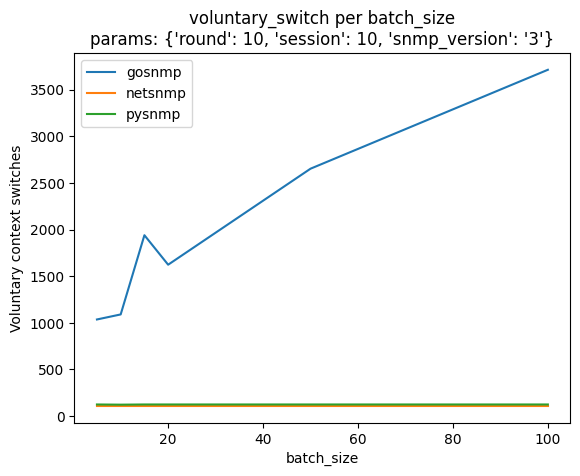 voluntary_switch per batch_size
params: {'round': 10, 'session': 10, 'snmp_version': '3'}
gosnmp
netsnmp
pysnmp
Voluntary context switches
3500
3000
2500
2000
1500
1000
500
0
20
40
60
80
100
batch_size